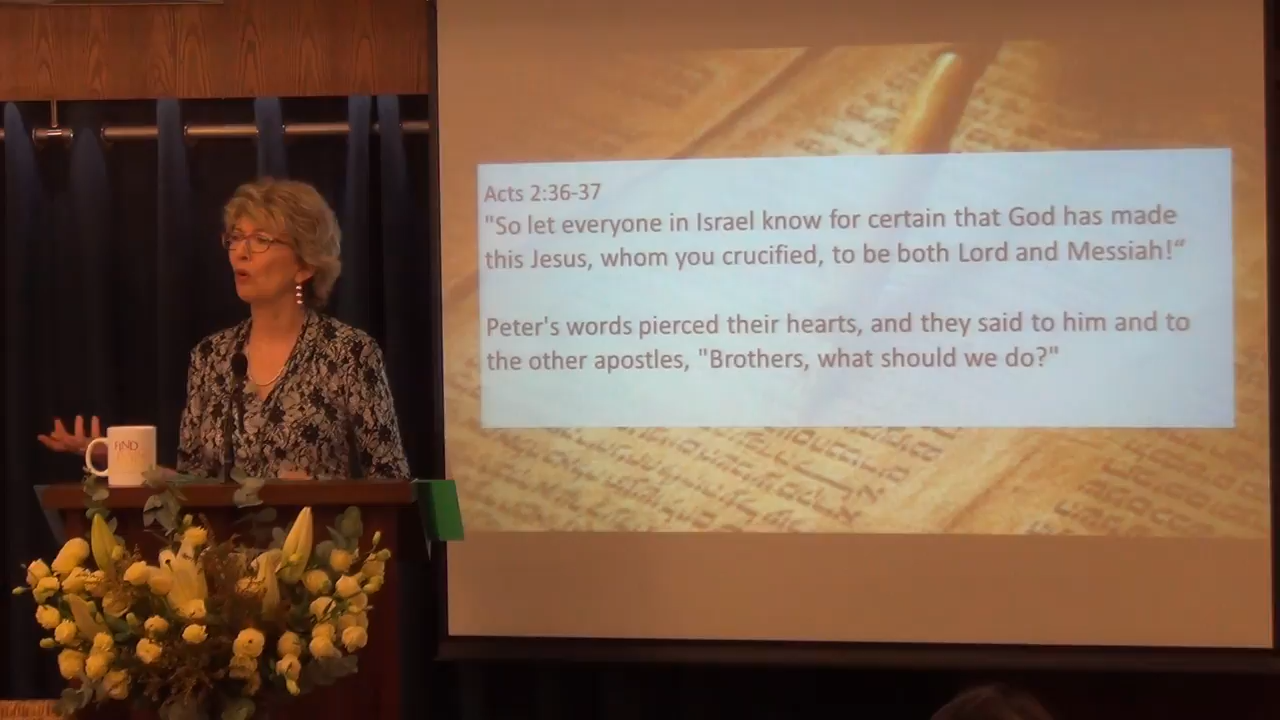 Acts 2:36-37
"So let everyone in Israel know for certain that God has made
this Jesus, whom you crucified, to be both Lord and Messiah!“
Peter's words pierced their hearts, and they said to him and to
the other apostles, "Brothers, what should we do?"
FIND